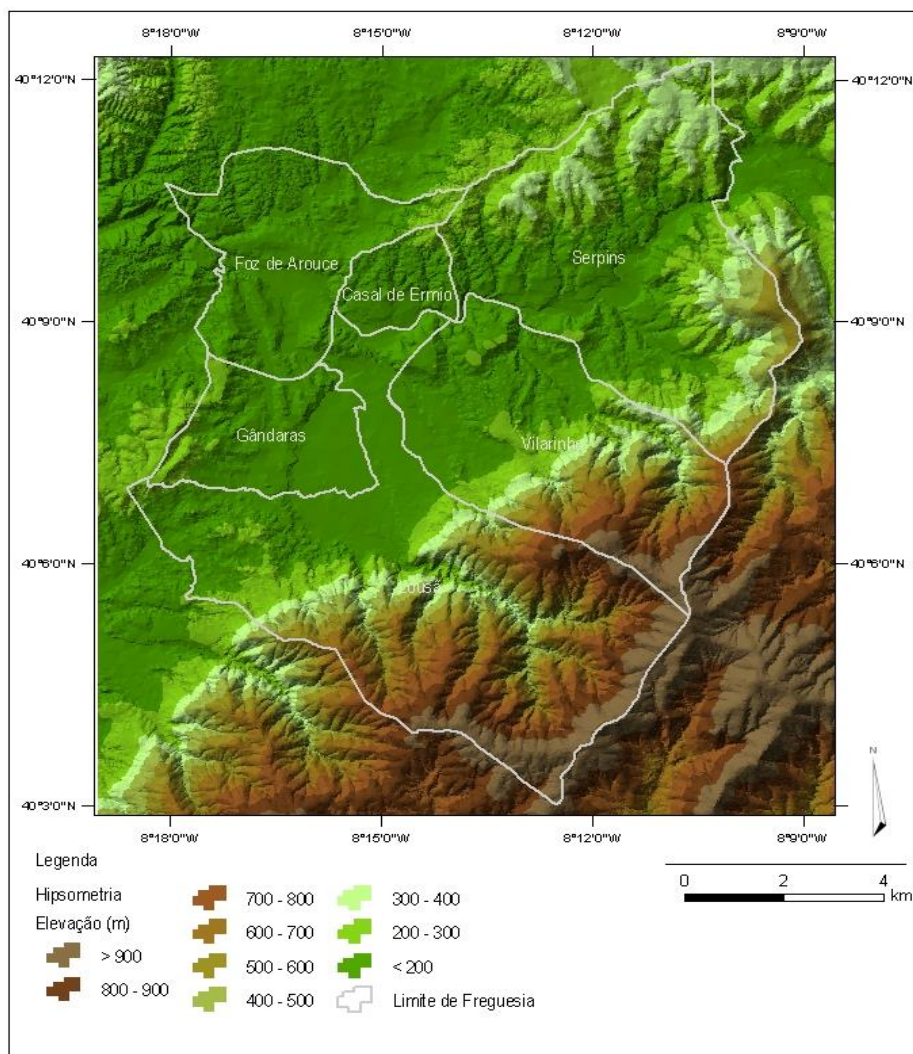 8°18'0"W 8°15'0"W 8°12'0"W 8°9'0"W
40°12'0"N 40°12'0"N
Serpins
Foz de Arouce
Casal de Ermio
40°9'0"N 40°9'0"N
Gândaras
Vilarinho
40°6'0"N 40°6'0"N
Lousã
N
40°3'0"N 40°3'0"N
8°18'0"W 8°15'0"W 8°12'0"W 8°9'0"W
Legenda
Hipsometria
Elevação (m)
> 900
800 - 900
700 - 800
600 - 700
500 - 600
400 - 500
300 - 400
200 - 300
< 200
Limite de Freguesia
0 2 4
km